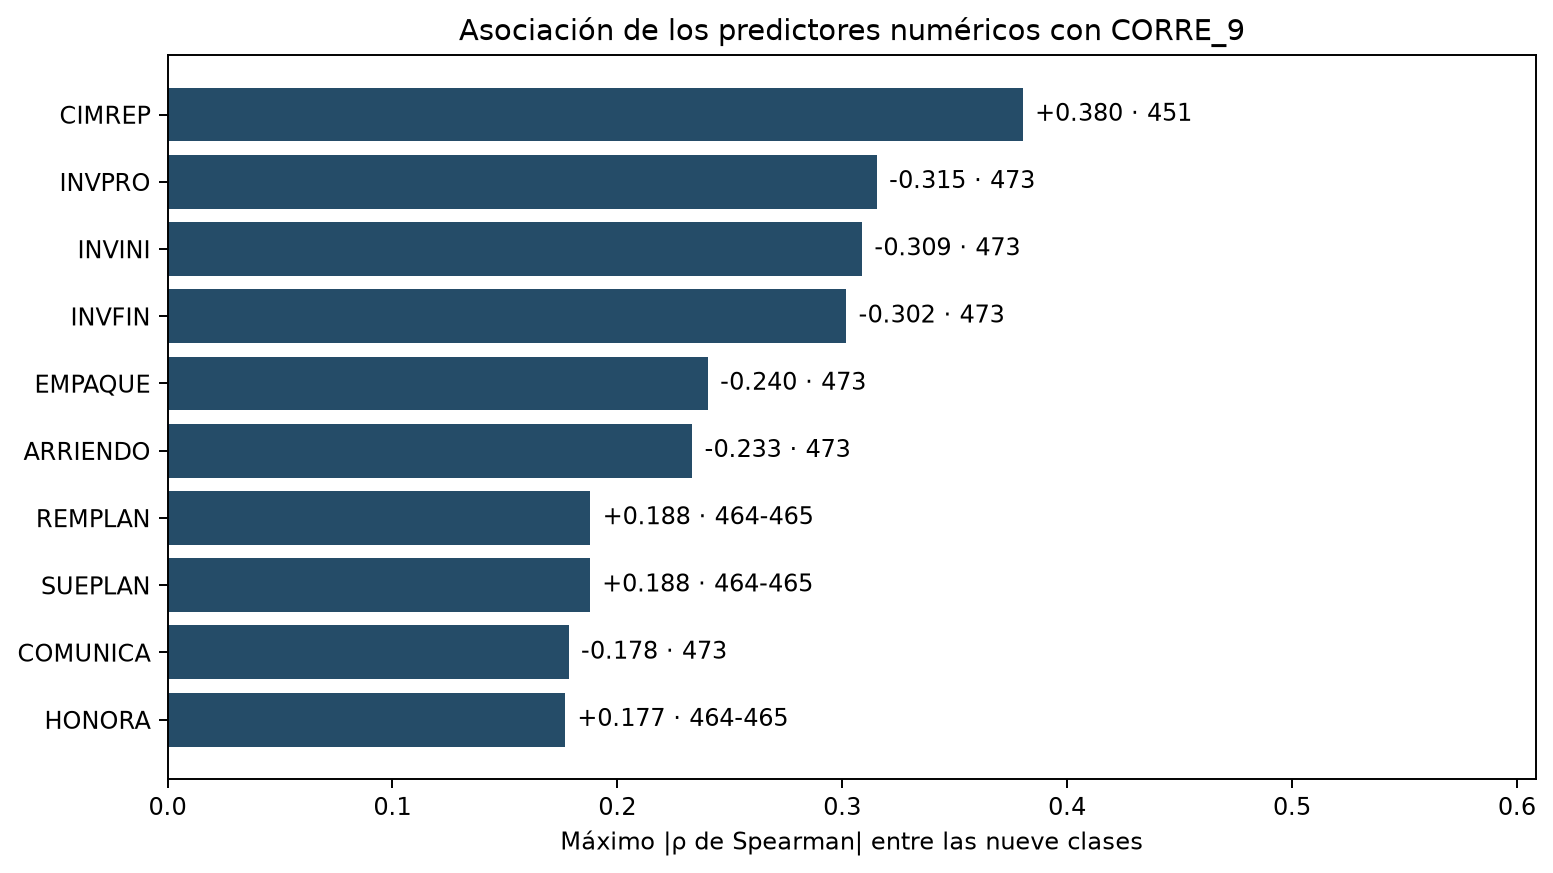 Asociación de los predictores numéricos con CORRE_9
CIMREP +0.380 · 451
INVPRO -0.315 · 473
INVINI -0.309 · 473
INVFIN -0.302 · 473
EMPAQUE -0.240 · 473
ARRIENDO -0.233 · 473
REMPLAN +0.188 · 464-465
SUEPLAN +0.188 · 464-465
COMUNICA -0.178 · 473
HONORA +0.177 · 464-465
0.0 0.1 0.2 0.3 0.4 0.5 0.6
Máximo |ρ de Spearman| entre las nueve clases